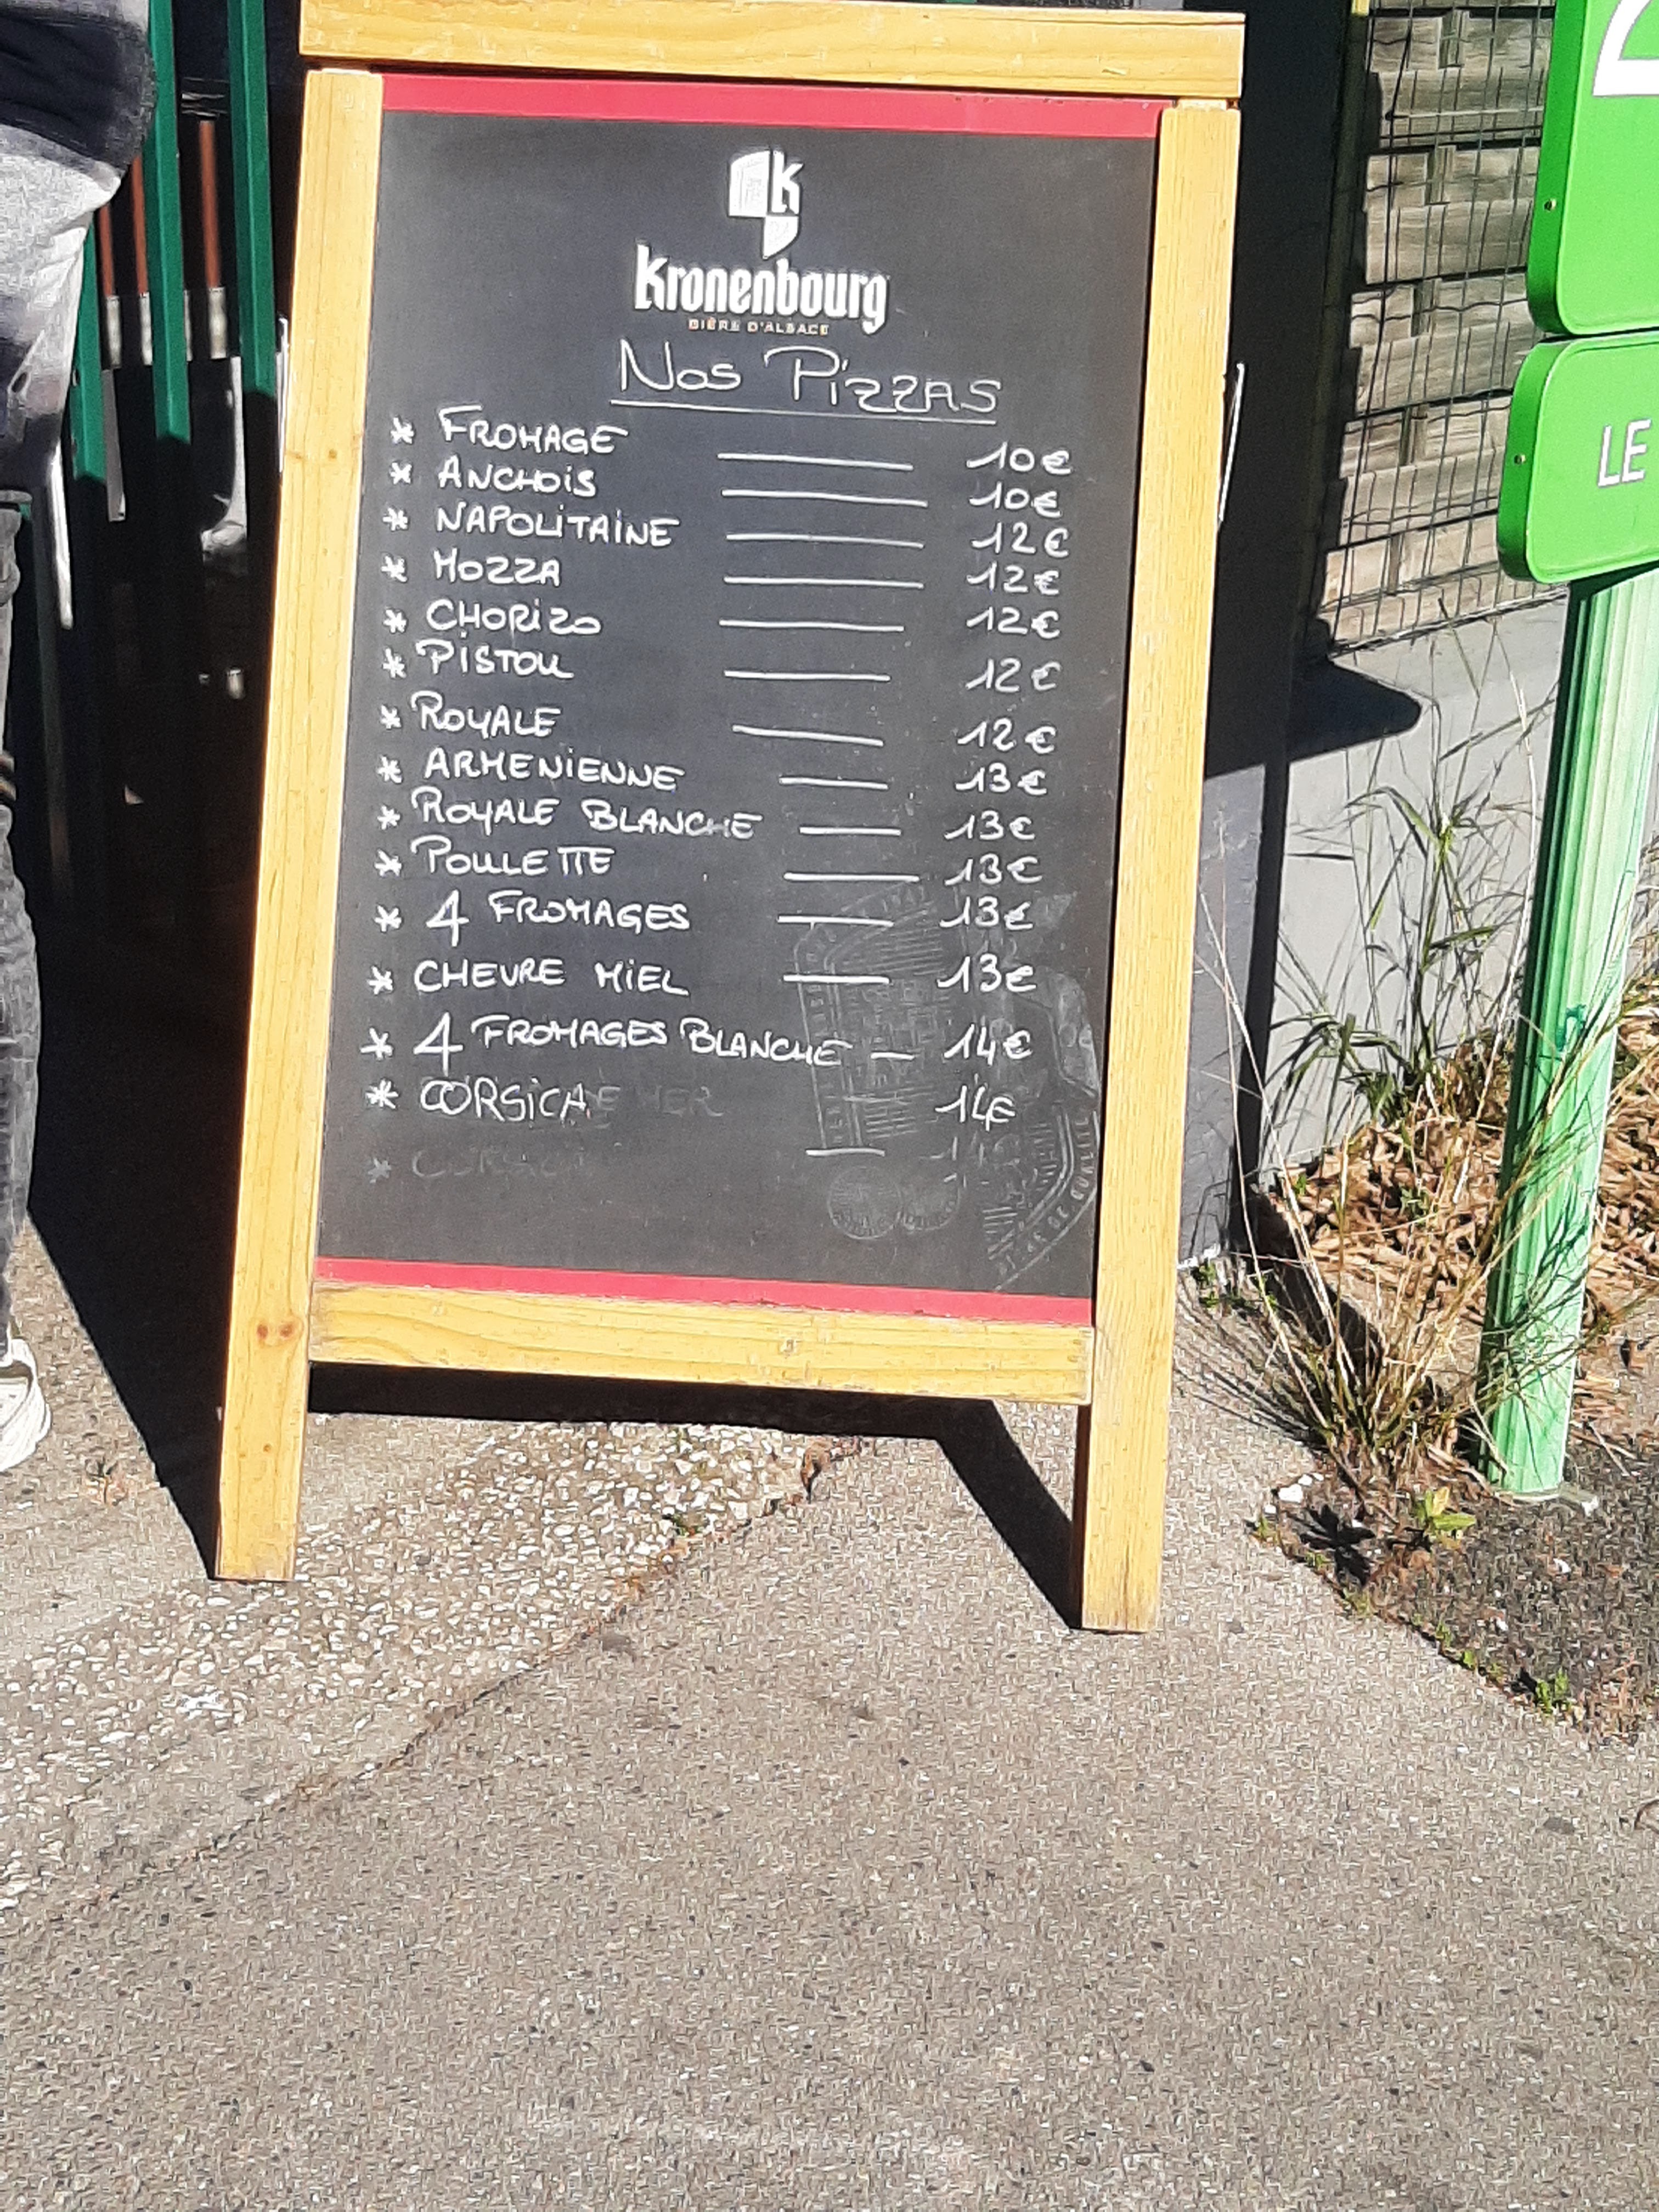 K
Kronenbourg
BIÈRE D'ALSACE
Nos PizzAS
* FROMAGE 10€
* ANCHOiS 10€
* NAPOLiTAiNE 12€
* MOZZA 12€
* CHORiZO 12€
* PiSTOU 12€
* ROYALE 12€
* ARMENiENNE 13€
* ROYALE BLANCHE 13€
* POULETTE 13€
* 4 FROMAGES 13€
* CHEVRE MiEL 13€
* 4 FROMAGES BLANCHE 14€
* CORSiCA 14€
LE